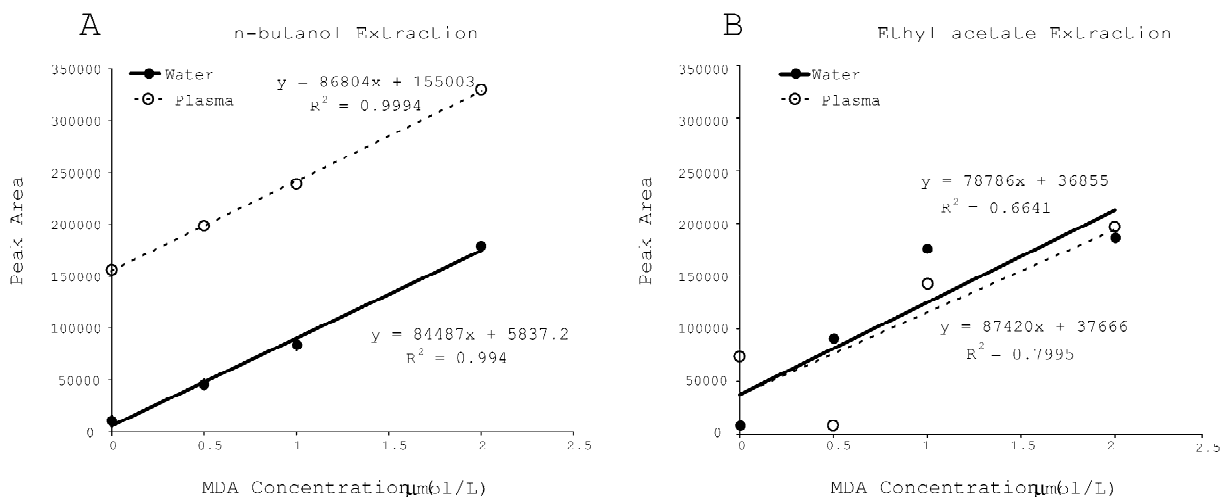 A
n-butanol Extraction
350000
300000
250000
200000
150000
100000
50000
0
Water
Plasma
y = 86804x + 155003
R² = 0.9994
y = 84487x + 5837.2
R² = 0.994
Peak Area
0 0.5 1 1.5 2 2.5
MDA Concentration (μmol/L)
B
Ethyl acetate Extraction
350000
300000
250000
200000
150000
100000
50000
0
Water
Plasma
y = 78786x + 36855
R² = 0.6641
y = 87420x + 37666
R² = 0.7995
Peak Area
0 0.5 1 1.5 2 2.5
MDA Concentration (μmol/L)